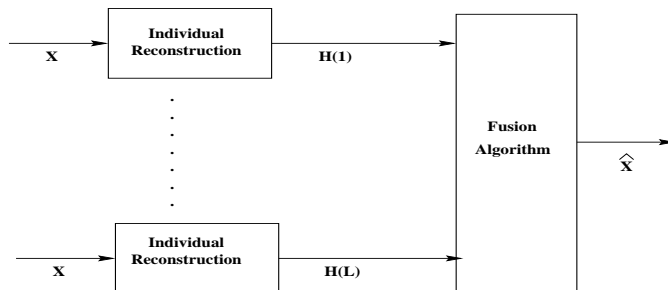 Individual
Reconstruction
X
H(1)
Fusion
Algorithm
X̂
Individual
Reconstruction
X
H(L)